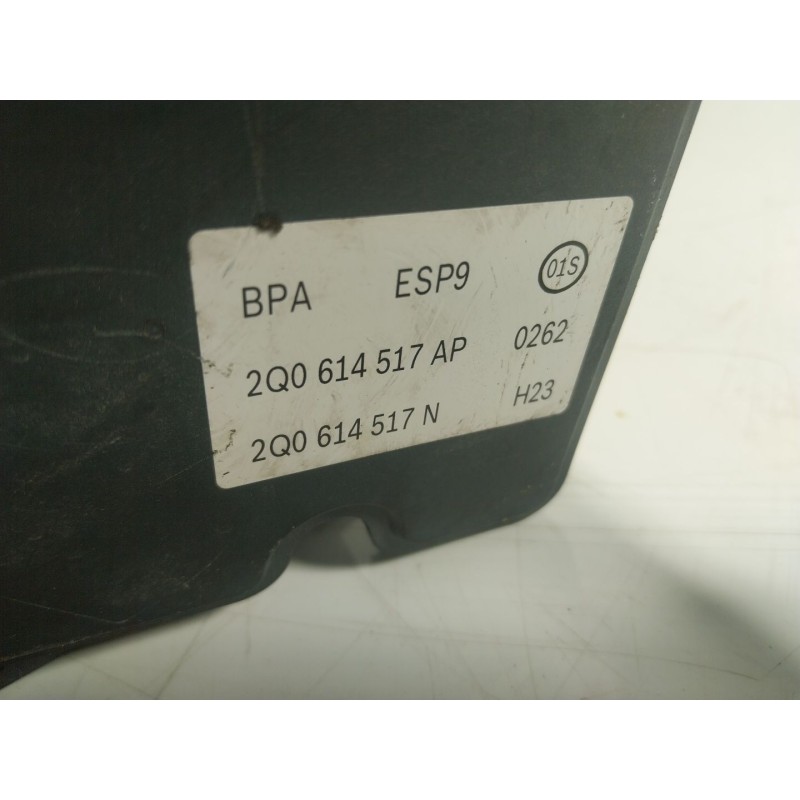 BPA ESP9 01S
2Q0 614 517 AP 0262
2Q0 614 517 N H23